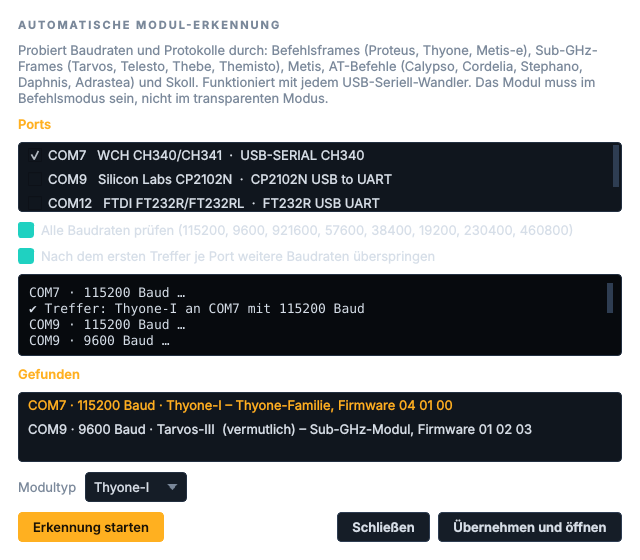 AUTOMATISCHE MODUL-ERKENNUNG
Probiert Baudraten und Protokolle durch: Befehlsframes (Proteus, Thyone, Metis-e), Sub-GHz-
Frames (Tarvos, Telesto, Thebe, Themisto), Metis, AT-Befehle (Calypso, Cordelia, Stephano,
Daphnis, Adrastea) und Skoll. Funktioniert mit jedem USB-Seriell-Wandler. Das Modul muss im
Befehlsmodus sein, nicht im transparenten Modus.
Ports
✓ COM7 WCH CH340/CH341 · USB-SERIAL CH340
COM9 Silicon Labs CP2102N · CP2102N USB to UART
COM12 FTDI FT232R/FT232RL · FT232R USB UART
Alle Baudraten prüfen (115200, 9600, 921600, 57600, 38400, 19200, 230400, 460800)
Nach dem ersten Treffer je Port weitere Baudraten überspringen
COM7 · 115200 Baud …
✔ Treffer: Thyone-I an COM7 mit 115200 Baud
COM9 · 115200 Baud …
COM9 · 9600 Baud …
Gefunden
COM7 · 115200 Baud · Thyone-I – Thyone-Familie, Firmware 04 01 00
COM9 · 9600 Baud · Tarvos-III (vermutlich) – Sub-GHz-Modul, Firmware 01 02 03
Modultyp Thyone-I
Erkennung starten Schließen Übernehmen und öffnen